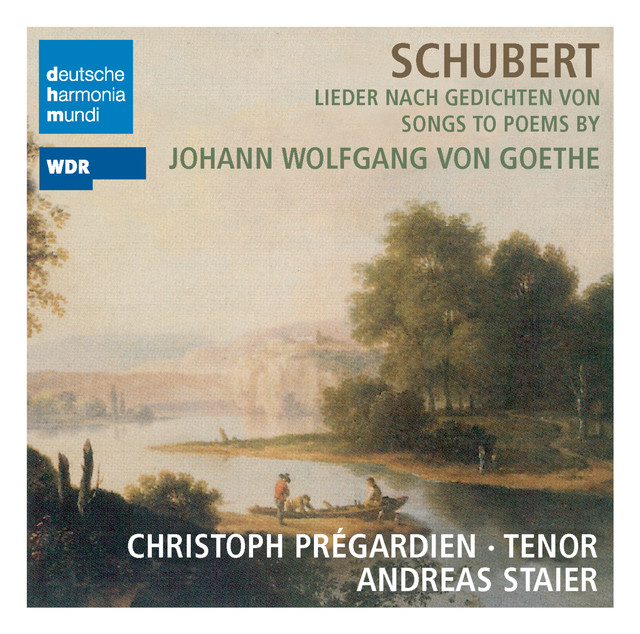 deutsche
harmonia
mundi
WDR
SCHUBERT
LIEDER NACH GEDICHTEN VON
SONGS TO POEMS BY
JOHANN WOLFGANG VON GOETHE
CHRISTOPH PRÉGARDIEN · TENOR
ANDREAS STAIER